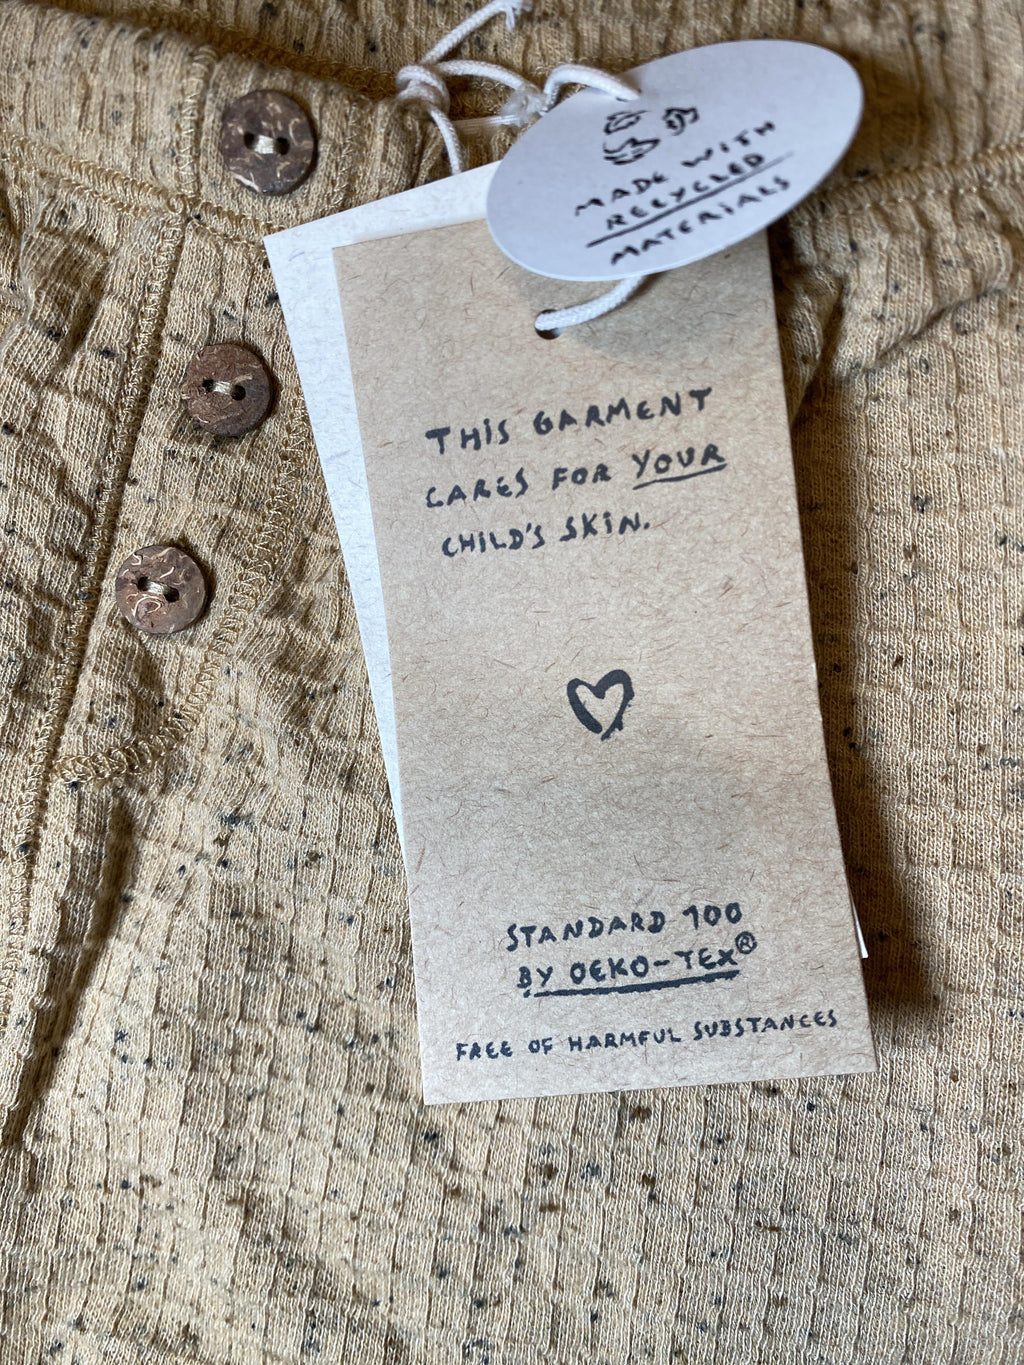 MADE WITH
RECYCLED
MATERiALS
THiS GARMENT
CARES FOR YOUR
CHILD'S SKiN.
STANDARD 100
BY OEKO-TEX®
FREE OF HARMFUL SUBSTANCES